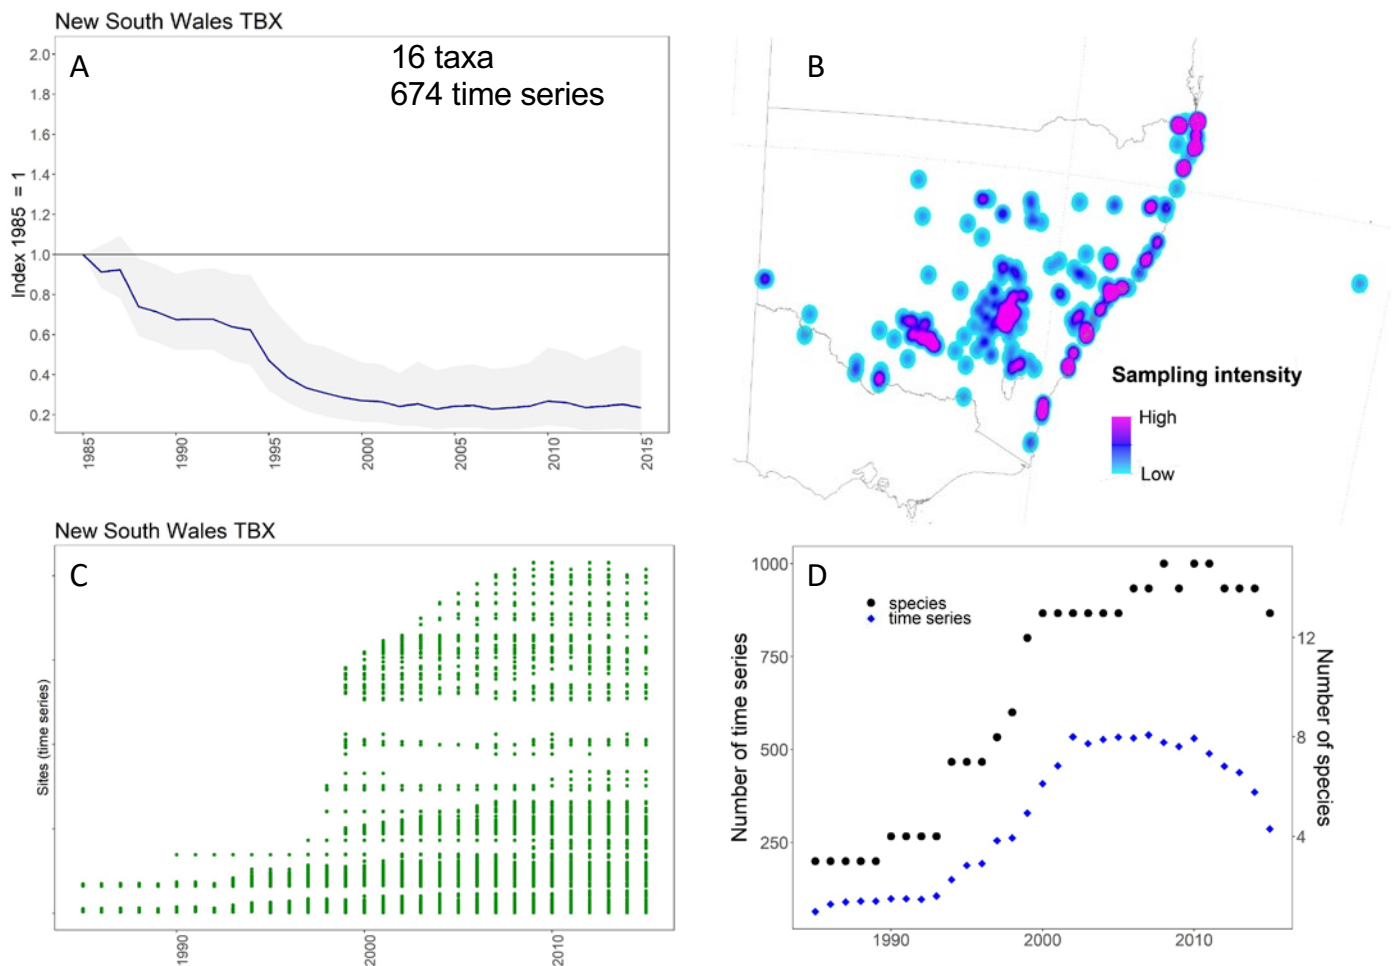 New South Wales TBX
A
16 taxa
674 time series
2.0
1.8
1.6
1.4
1.2
1.0
0.8
0.6
0.4
0.2
Index 1985 = 1
1985
1990
1995
2000
2005
2010
2015
B
Sampling intensity
High
Low
New South Wales TBX
C
Sites (time series)
1990
2000
2010
D
species
time series
1000
750
500
250
Number of time series
12
8
4
Number of species
1990
2000
2010